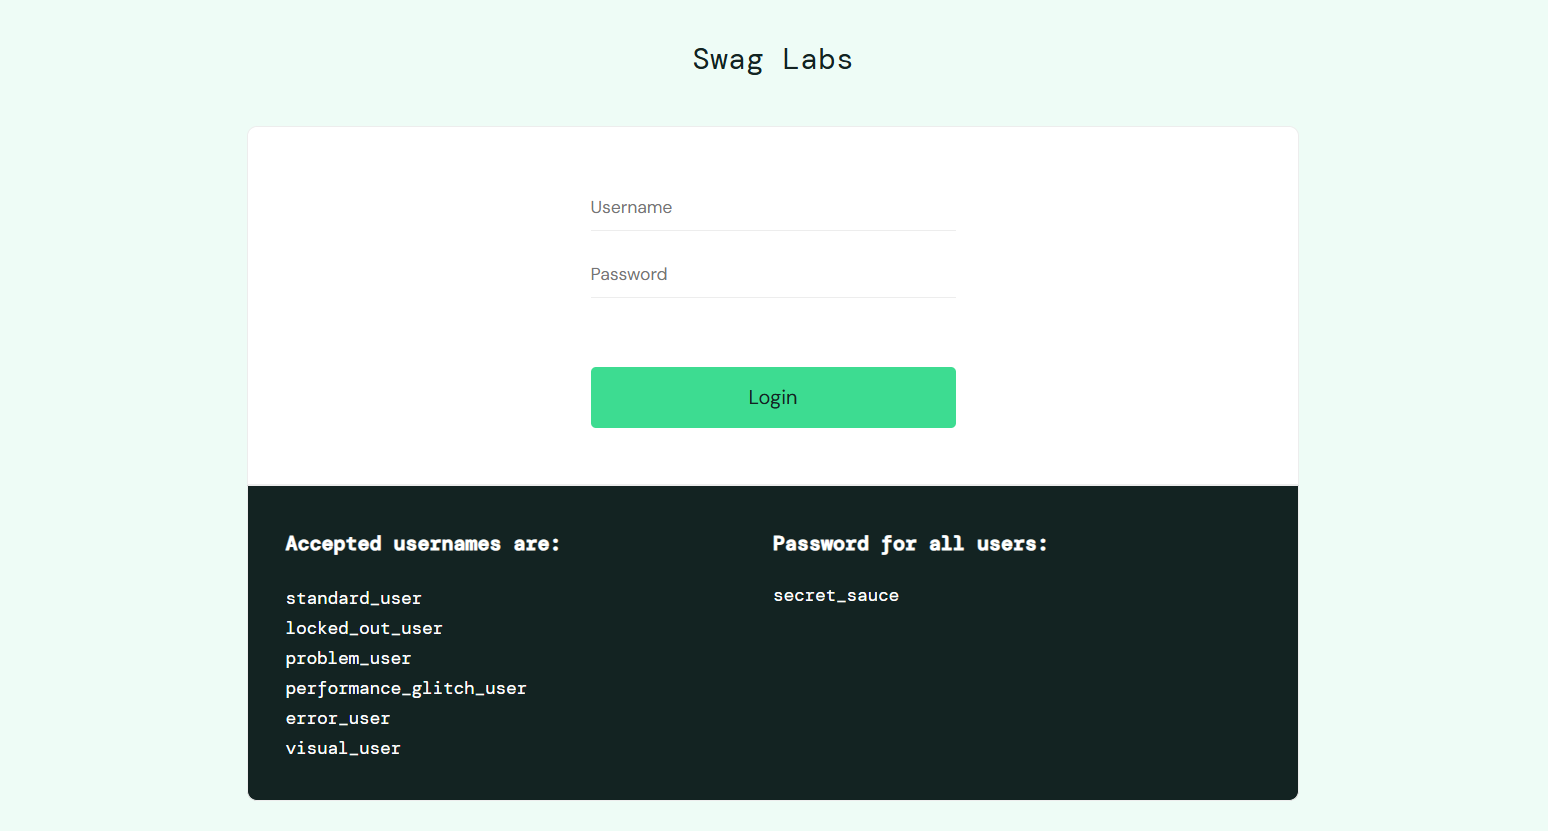 Swag Labs
Username
Password
Login
Accepted usernames are:
standard_user
locked_out_user
problem_user
performance_glitch_user
error_user
visual_user
Password for all users:
secret_sauce